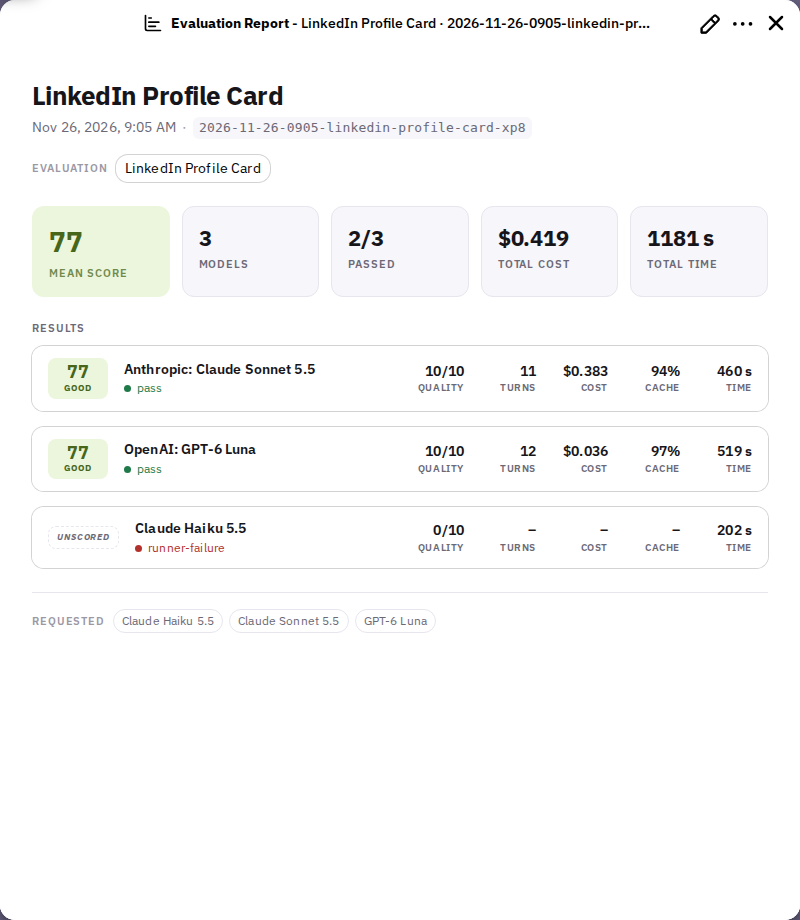 Evaluation Report - LinkedIn Profile Card · 2026-11-26-0905-linkedin-pr...
LinkedIn Profile Card
Nov 26, 2026, 9:05 AM · 2026-11-26-0905-linkedin-profile-card-xp8
EVALUATION LinkedIn Profile Card
77 MEAN SCORE
3 MODELS
2/3 PASSED
$0.419 TOTAL COST
1181 s TOTAL TIME
RESULTS
77 Anthropic: Claude Sonnet 5.5 10/10 11 $0.383 94% 460 s
GOOD pass QUALITY TURNS COST CACHE TIME
77 OpenAI: GPT-6 Luna 10/10 12 $0.036 97% 519 s
GOOD pass QUALITY TURNS COST CACHE TIME
UNSCORED Claude Haiku 5.5 0/10 – – – 202 s
runner-failure QUALITY TURNS COST CACHE TIME
REQUESTED Claude Haiku 5.5 Claude Sonnet 5.5 GPT-6 Luna